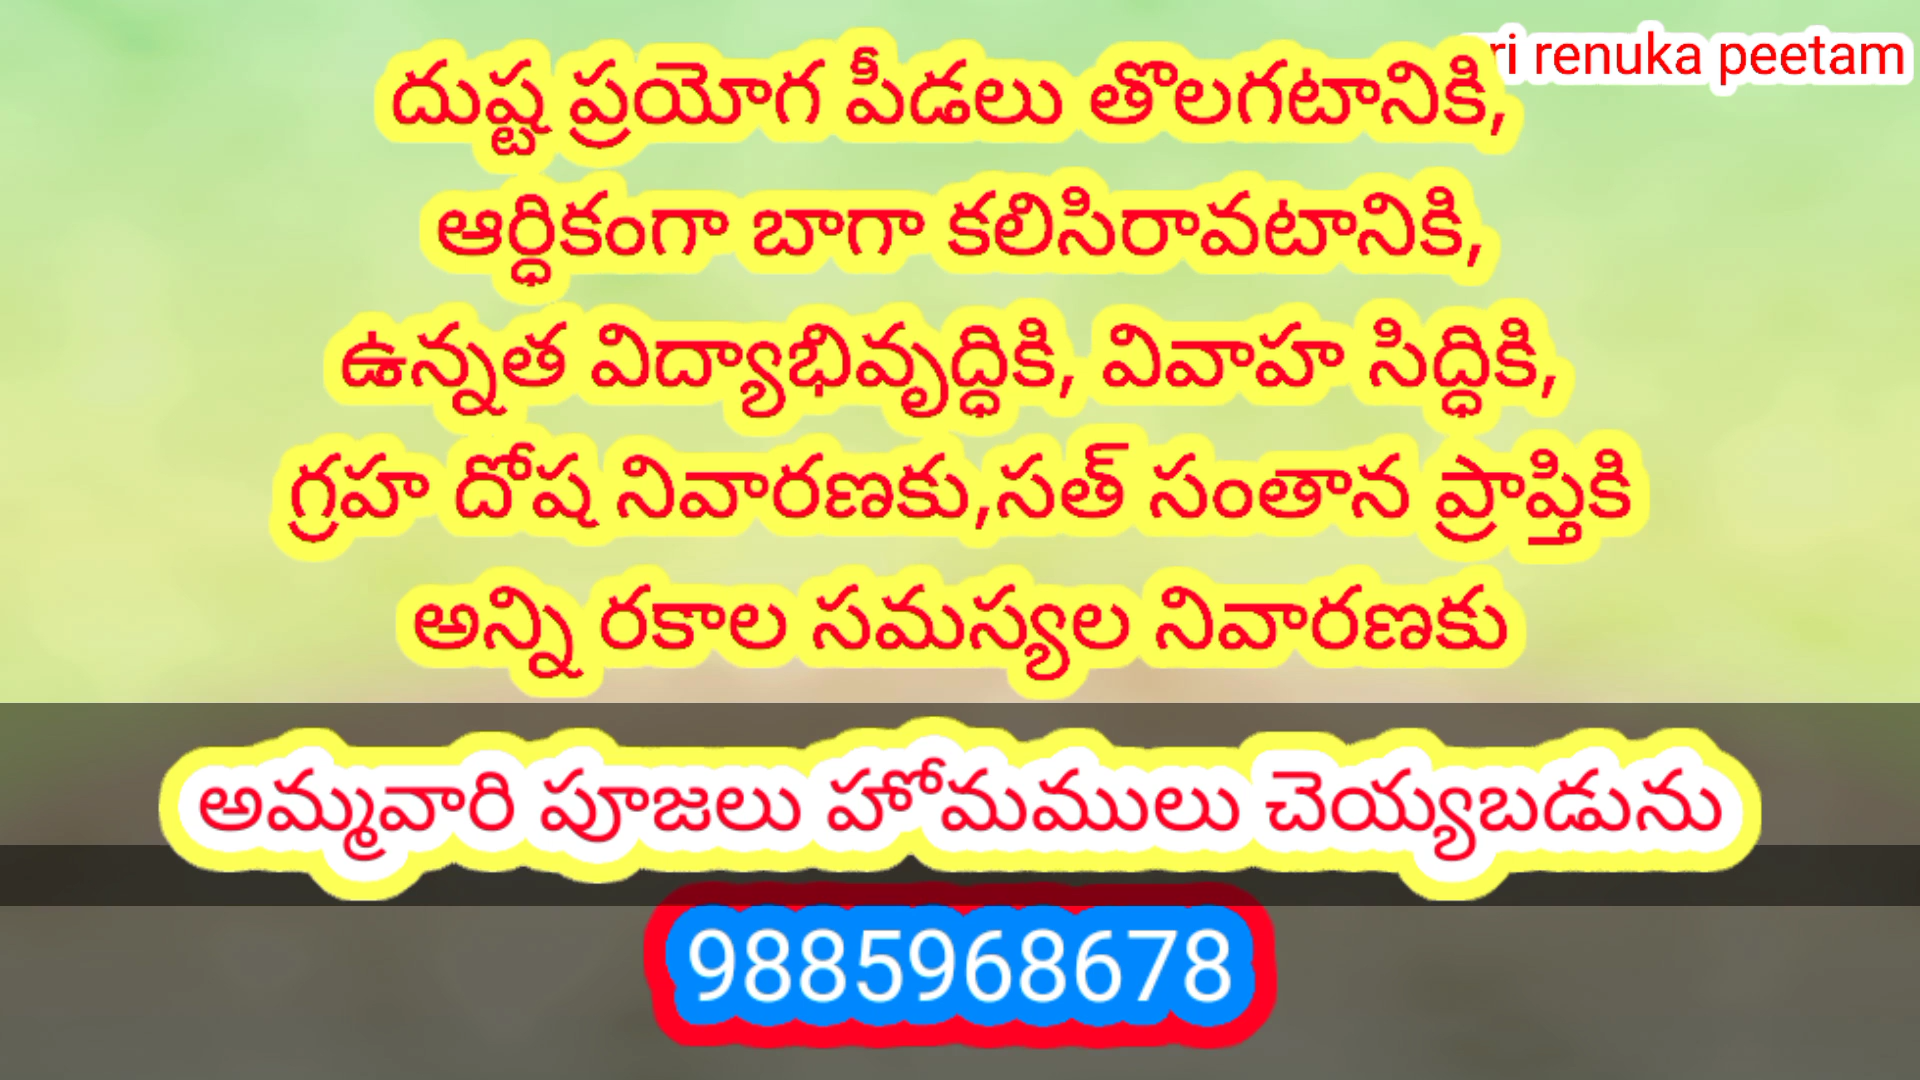 ri renuka peetam
దుష్ట ప్రయోగ పీడలు తొలగటానికి,
ఆర్ధికంగా బాగా కలిసిరావటానికి,
ఉన్నత విద్యాభివృద్ధికి, వివాహ సిద్ధికి,
గ్రహ దోష నివారణకు,సత్ సంతాన ప్రాప్తికి
అన్ని రకాల సమస్యల నివారణకు
అమ్మవారి పూజలు హోమములు చెయ్యబడును
9885968678